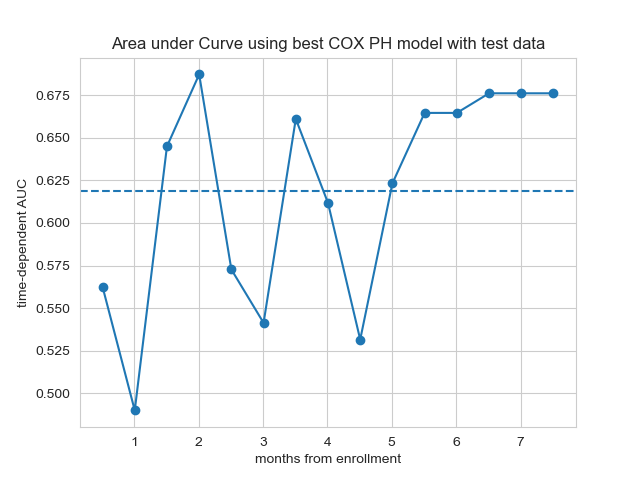 Area under Curve using best COX PH model with test data
time-dependent AUC
0.675
0.650
0.625
0.600
0.575
0.550
0.525
0.500
1 2 3 4 5 6 7
months from enrollment